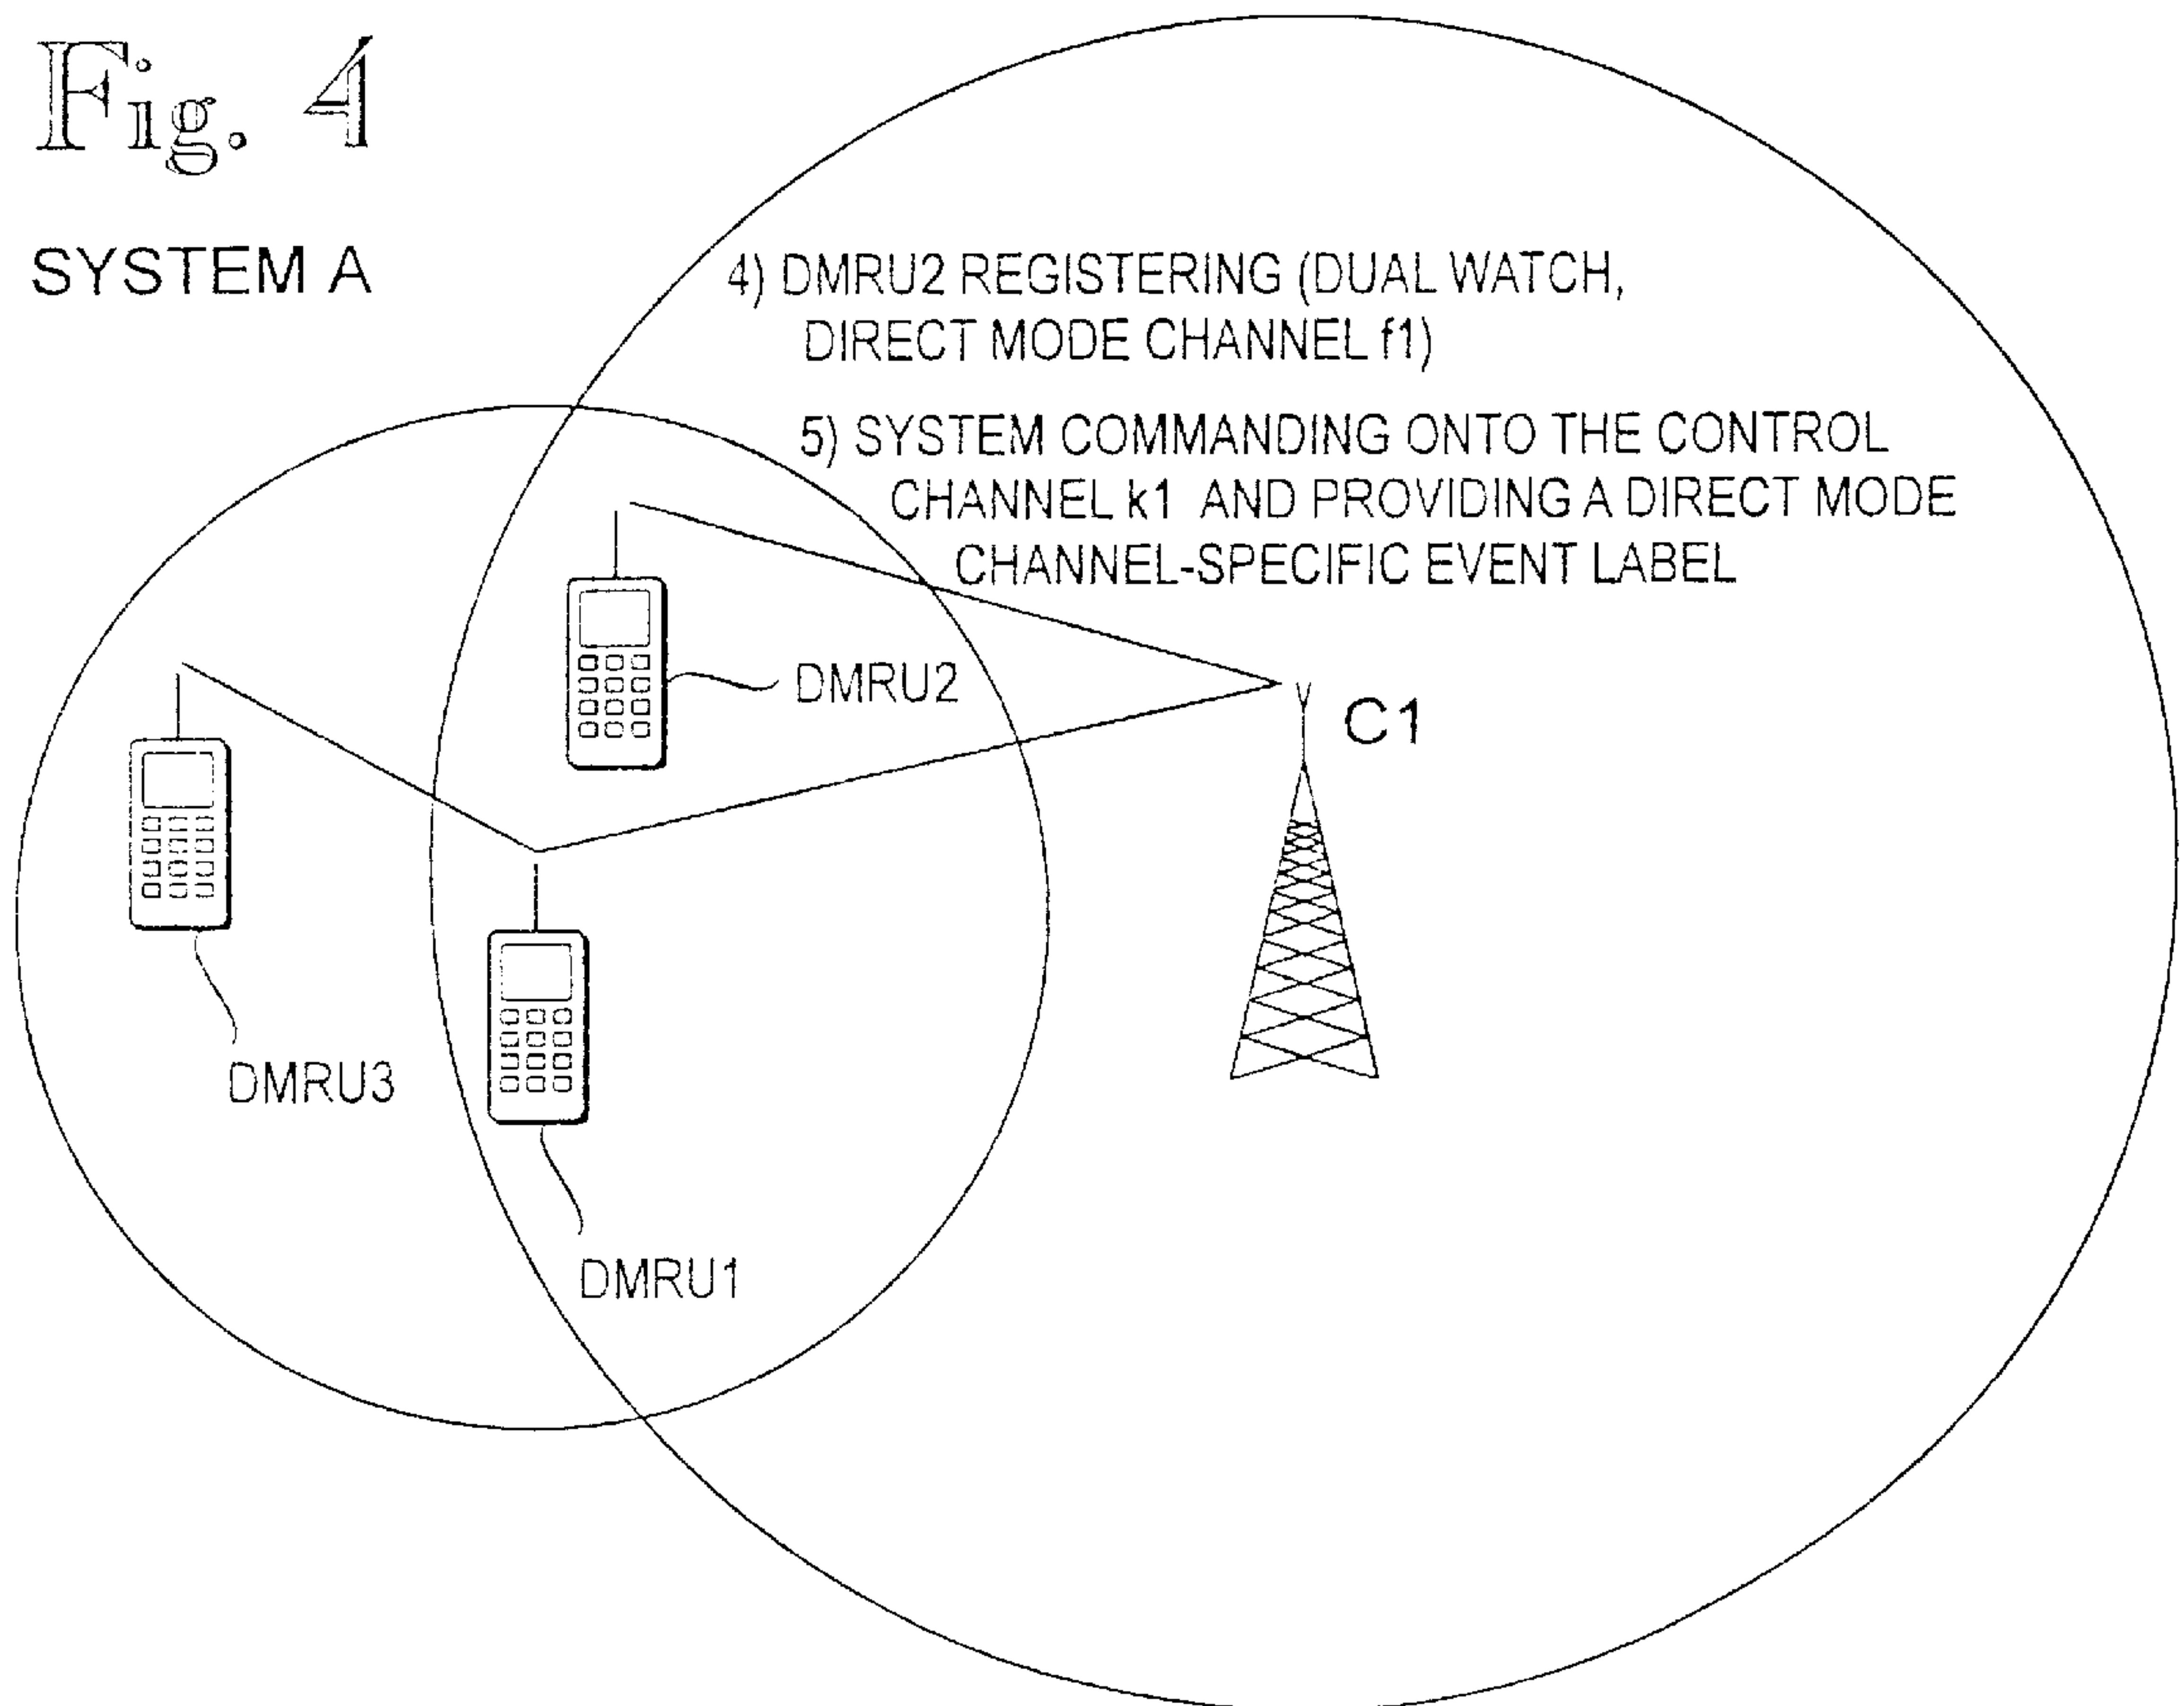 Fig. 4
SYSTEM A
4) DMRU2 REGISTERING (DUAL WATCH,
DIRECT MODE CHANNEL f1)
5) SYSTEM COMMANDING ONTO THE CONTROL
CHANNEL k1 AND PROVIDING A DIRECT MODE
CHANNEL-SPECIFIC EVENT LABEL
DMRU2
C1
DMRU3
DMRU1